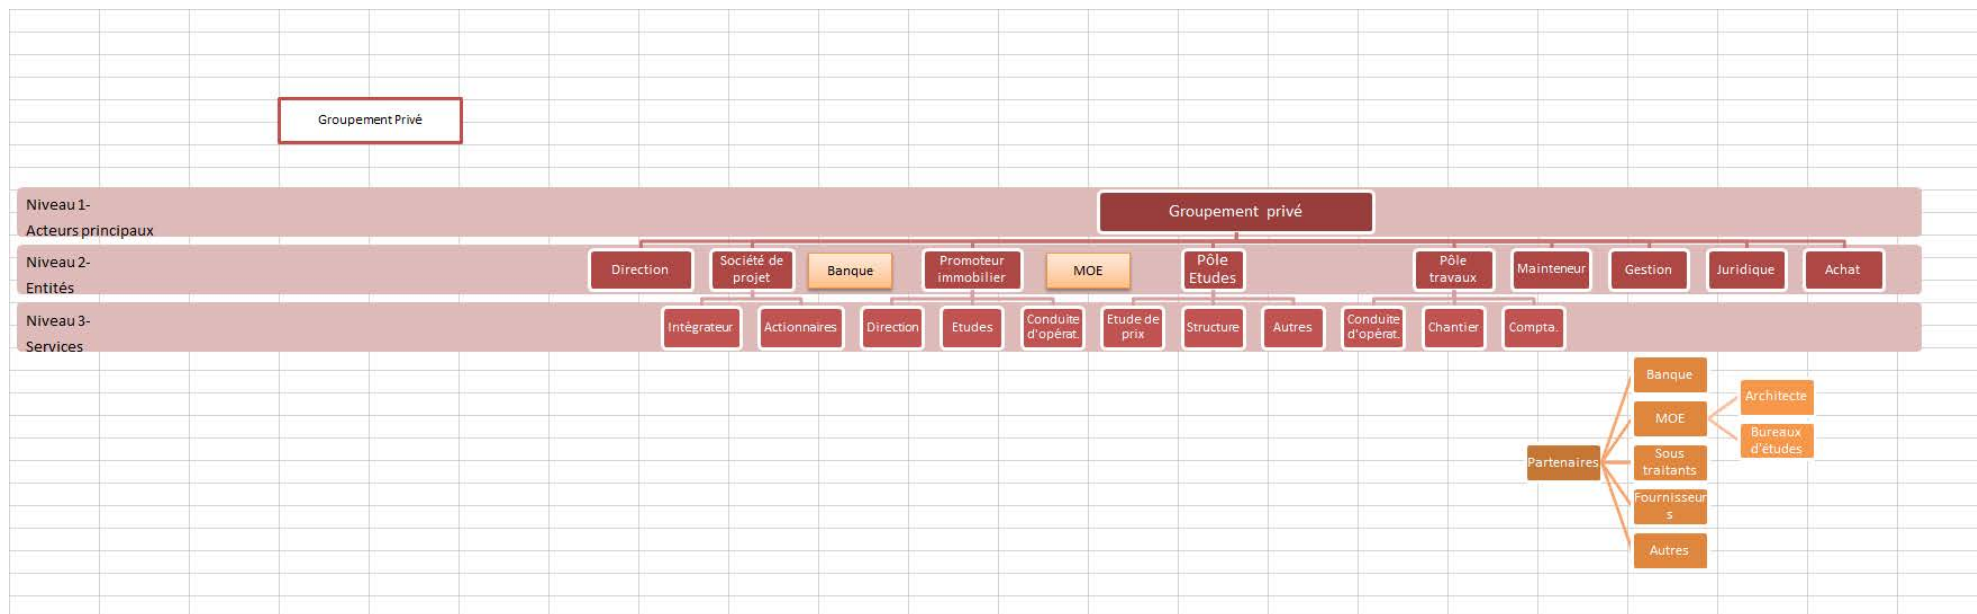 Groupement Privé
Niveau 1-
Acteurs principaux
Groupement privé
Niveau 2-
Entités
Direction
Société de
projet
Banque
Promoteur
immobilier
MOE
Pôle
Etudes
Pôle
travaux
Mainteneur
Gestion
Juridique
Achat
Niveau 3-
Services
Intégrateur
Actionnaires
Direction
Etudes
Conduite
d'opérat.
Etude de
prix
Structure
Autres
Conduite
d'opérat.
Chantier
Compta.
Partenaires
Banque
MOE
Architecte
Bureaux
d'études
Sous
traitants
Fournisseur
s
Autres